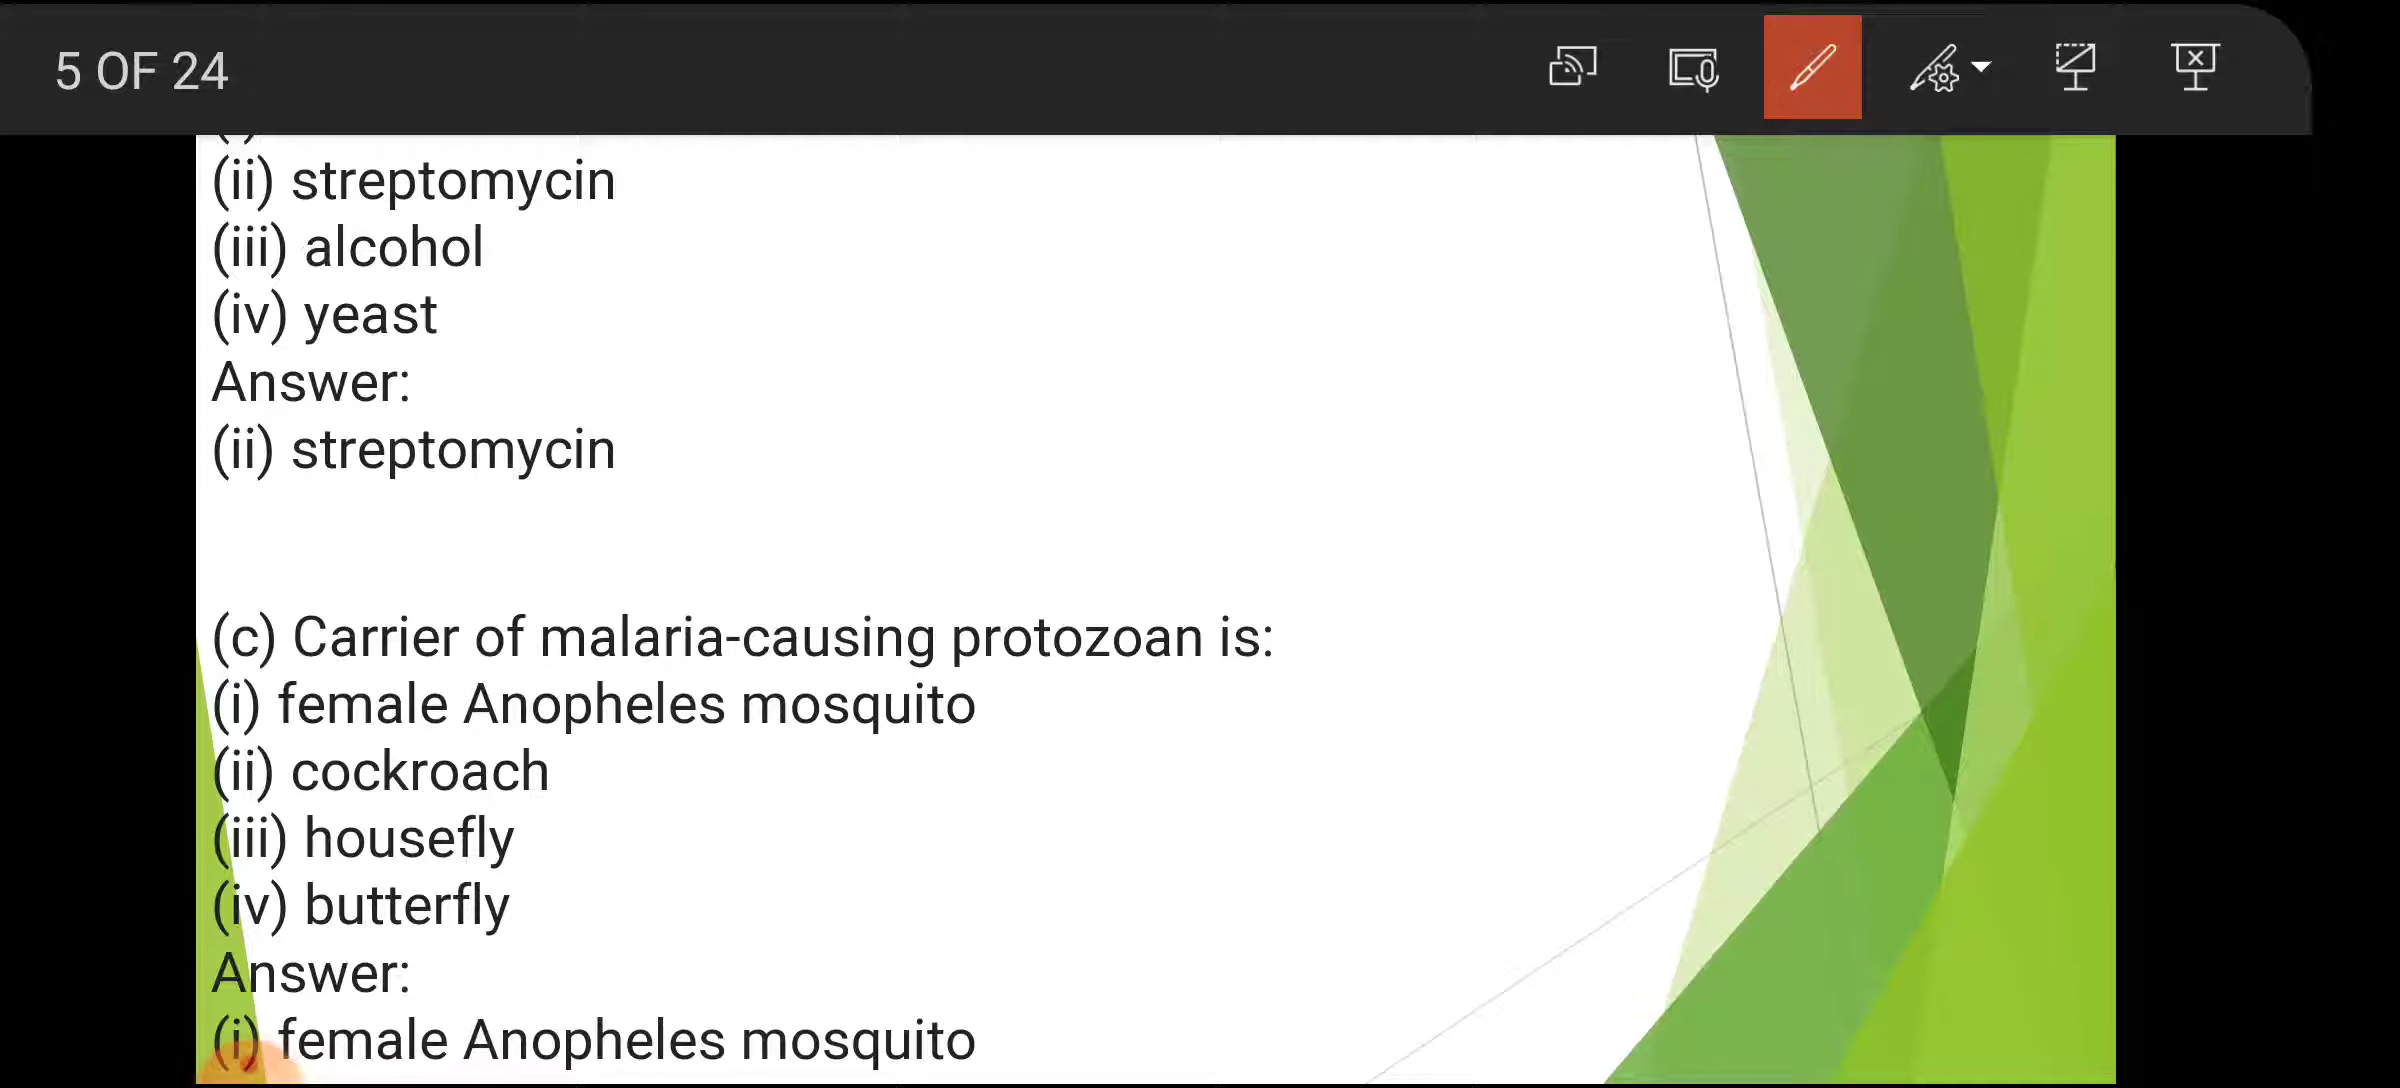 5 OF 24
(ii) streptomycin
(iii) alcohol
(iv) yeast
Answer:
(ii) streptomycin
(c) Carrier of malaria-causing protozoan is:
(i) female Anopheles mosquito
(ii) cockroach
(iii) housefly
(iv) butterfly
Answer:
(i) female Anopheles mosquito